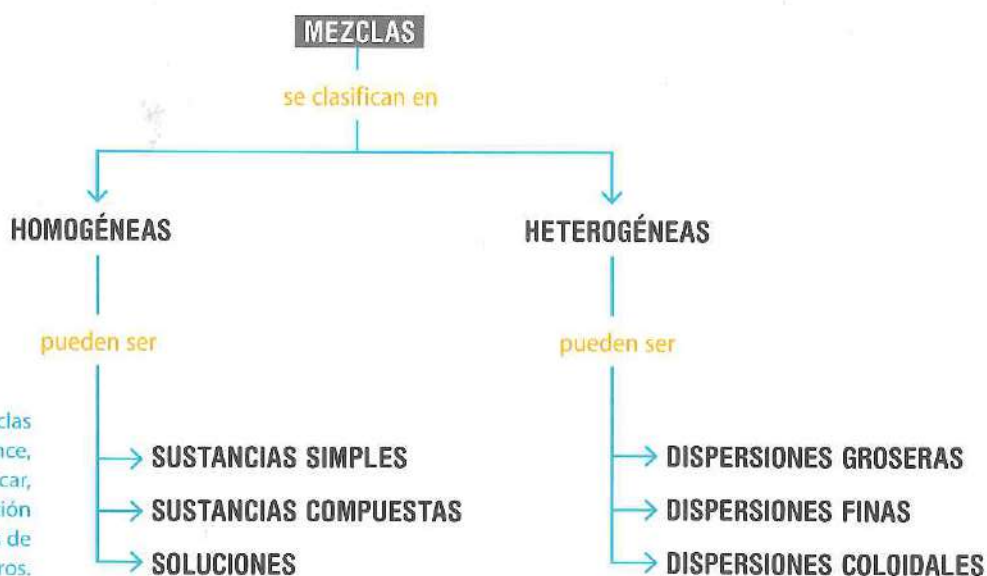 MEZCLAS
se clasifican en
HOMOGÉNEAS
HETEROGÉNEAS
pueden ser
pueden ser
SUSTANCIAS SIMPLES
SUSTANCIAS COMPUESTAS
SOLUCIONES
DISPERSIONES GROSERAS
DISPERSIONES FINAS
DISPERSIONES COLOIDALES
de